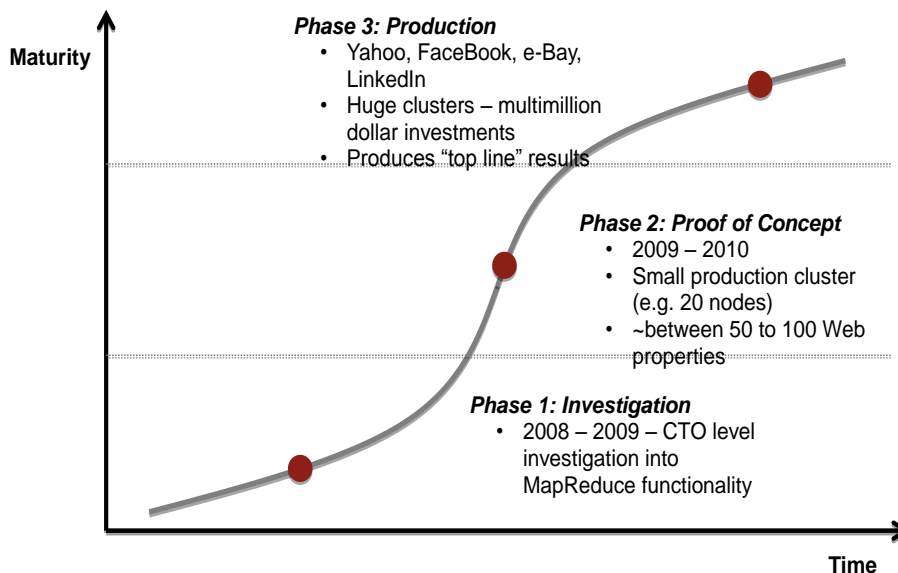 Phase 3: Production
Maturity
• Yahoo, FaceBook, e-Bay,
LinkedIn
• Huge clusters – multimillion
dollar investments
• Produces “top line” results
Phase 2: Proof of Concept
• 2009 – 2010
• Small production cluster
(e.g. 20 nodes)
• ~between 50 to 100 Web
properties
Phase 1: Investigation
• 2008 – 2009 – CTO level
investigation into
MapReduce functionality
Time